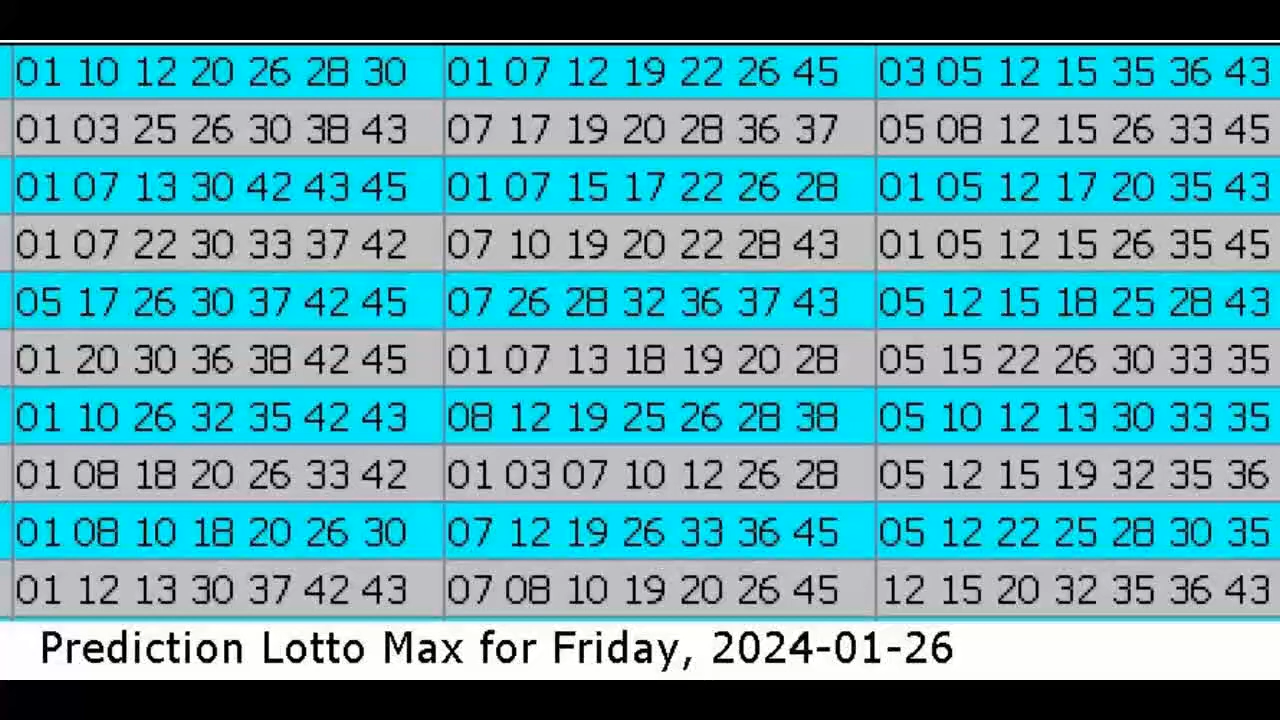 01 10 12 20 26 28 30 01 07 12 19 22 26 45 03 05 12 15 35 36 43
01 03 25 26 30 38 43 07 17 19 20 28 36 37 05 08 12 15 26 33 45
01 07 13 30 42 43 45 01 07 15 17 22 26 28 01 05 12 17 20 35 43
01 07 22 30 33 37 42 07 10 19 20 22 28 43 01 05 12 15 26 35 45
05 17 26 30 37 42 45 07 26 28 32 36 37 43 05 12 15 18 25 28 43
01 20 30 36 38 42 45 01 07 13 18 19 20 28 05 15 22 26 30 33 35
01 10 26 32 35 42 43 08 12 19 25 26 28 38 05 10 12 13 30 33 35
01 08 18 20 26 33 42 01 03 07 10 12 26 28 05 12 15 19 32 35 36
01 08 10 18 20 26 30 07 12 19 26 33 36 45 05 12 22 25 28 30 35
01 12 13 30 37 42 43 07 08 10 19 20 26 45 12 15 20 32 35 36 43
Prediction Lotto Max for Friday, 2024-01-26